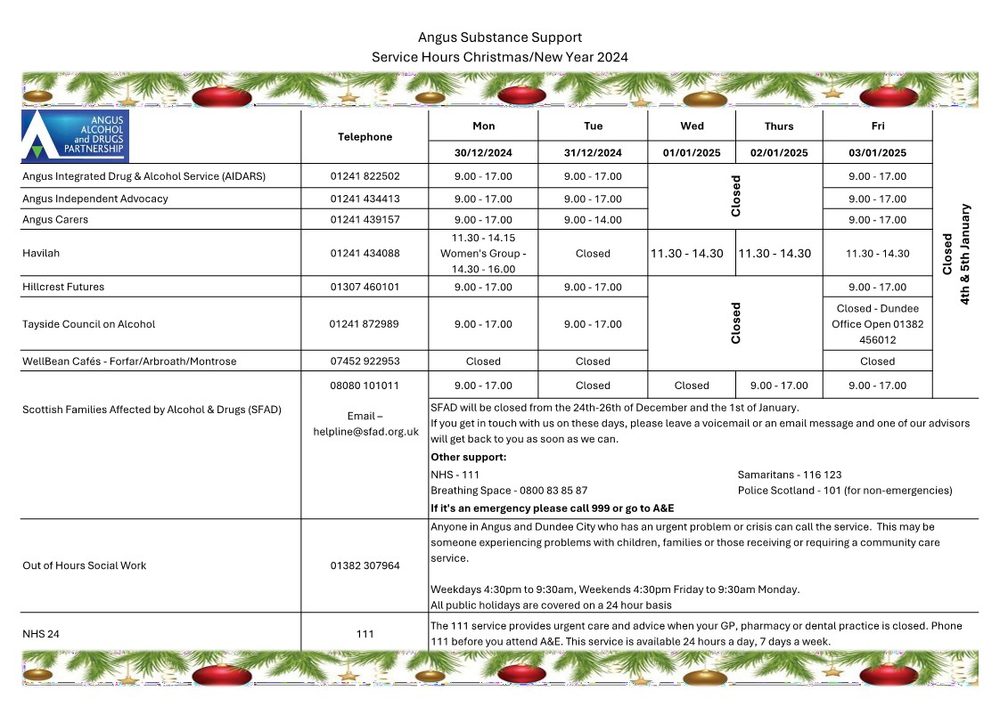 Angus Substance Support
Service Hours Christmas/New Year 2024
ANGUS
ALCOHOL
and DRUGS
PARTNERSHIP
Telephone
Mon
Tue
Wed
Thurs
Fri
30/12/2024
31/12/2024
01/01/2025
02/01/2025
03/01/2025
Closed
4th & 5th January
Angus Integrated Drug & Alcohol Service (AIDARS)
01241 822502
9.00 - 17.00
9.00 - 17.00
Closed
9.00 - 17.00
Angus Independent Advocacy
01241 434413
9.00 - 17.00
9.00 - 17.00
9.00 - 17.00
Angus Carers
01241 439157
9.00 - 17.00
9.00 - 14.00
9.00 - 17.00
Havilah
01241 434088
11.30 - 14.15
Women's Group -
14.30 - 16.00
Closed
11.30 - 14.30
11.30 - 14.30
11.30 - 14.30
Hillcrest Futures
01307 460101
9.00 - 17.00
9.00 - 17.00
Closed
9.00 - 17.00
Tayside Council on Alcohol
01241 872989
9.00 - 17.00
9.00 - 17.00
Closed - Dundee
Office Open 01382
456012
WellBean Cafés - Forfar/Arbroath/Montrose
07452 922953
Closed
Closed
Closed
Scottish Families Affected by Alcohol & Drugs (SFAD)
08080 101011
Email –
helpline@sfad.org.uk
9.00 - 17.00
Closed
Closed
9.00 - 17.00
9.00 - 17.00
SFAD will be closed from the 24th-26th of December and the 1st of January.
If you get in touch with us on these days, please leave a voicemail or an email message and one of our advisors
will get back to you as soon as we can.
Other support:
NHS - 111
Samaritans - 116 123
Breathing Space - 0800 83 85 87
Police Scotland - 101 (for non-emergencies)
If it's an emergency please call 999 or go to A&E
Out of Hours Social Work
01382 307964
Anyone in Angus and Dundee City who has an urgent problem or crisis can call the service.  This may be
someone experiencing problems with children, families or those receiving or requiring a community care
service.
Weekdays 4:30pm to 9:30am, Weekends 4:30pm Friday to 9:30am Monday.
All public holidays are covered on a 24 hour basis
NHS 24
111
The 111 service provides urgent care and advice when your GP, pharmacy or dental practice is closed. Phone
111 before you attend A&E. This service is available 24 hours a day, 7 days a week.